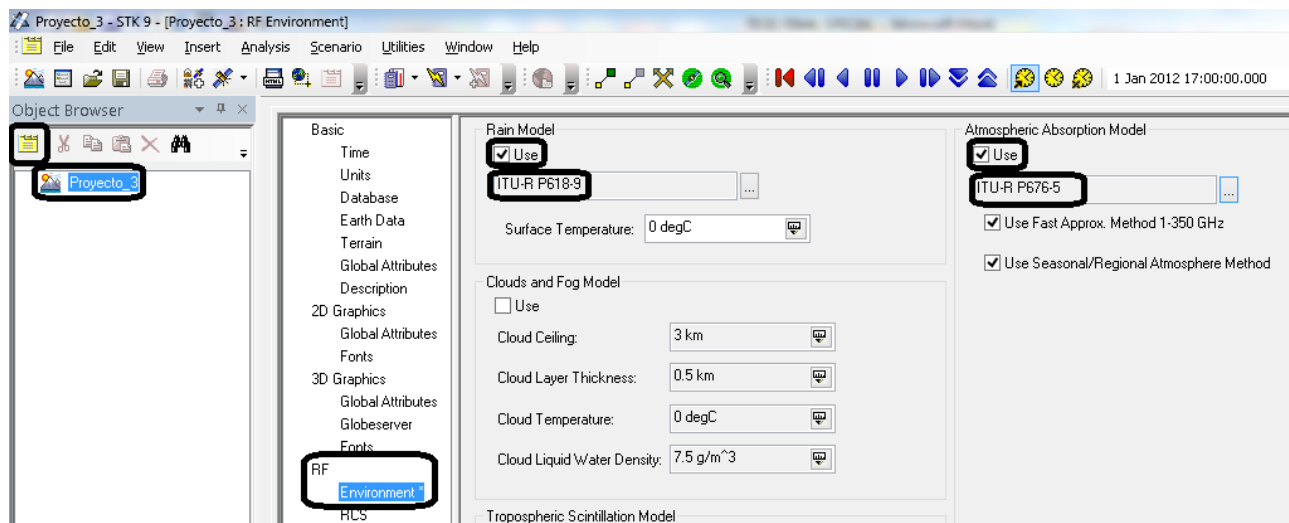 Proyecto_3 - STK 9 - [Proyecto_3 : RF Environment]
File Edit View Insert Analysis Scenario Utilities Window Help
1 Jan 2012 17:00:00.000
Object Browser
Proyecto_3
Basic
Time
Units
Database
Earth Data
Terrain
Global Attributes
Description
2D Graphics
Global Attributes
Fonts
3D Graphics
Global Attributes
Globeserver
Fonts
RF
Environment *
RCS
Rain Model
Use
ITU-R P618-9
...
Surface Temperature: 0 degC
Clouds and Fog Model
Use
Cloud Ceiling: 3 km
Cloud Layer Thickness: 0.5 km
Cloud Temperature: 0 degC
Cloud Liquid Water Density: 7.5 g/m^3
Tropospheric Scintillation Model
Atmospheric Absorption Model
Use
ITU-R P676-5
...
Use Fast Approx. Method 1-350 GHz
Use Seasonal/Regional Atmosphere Method